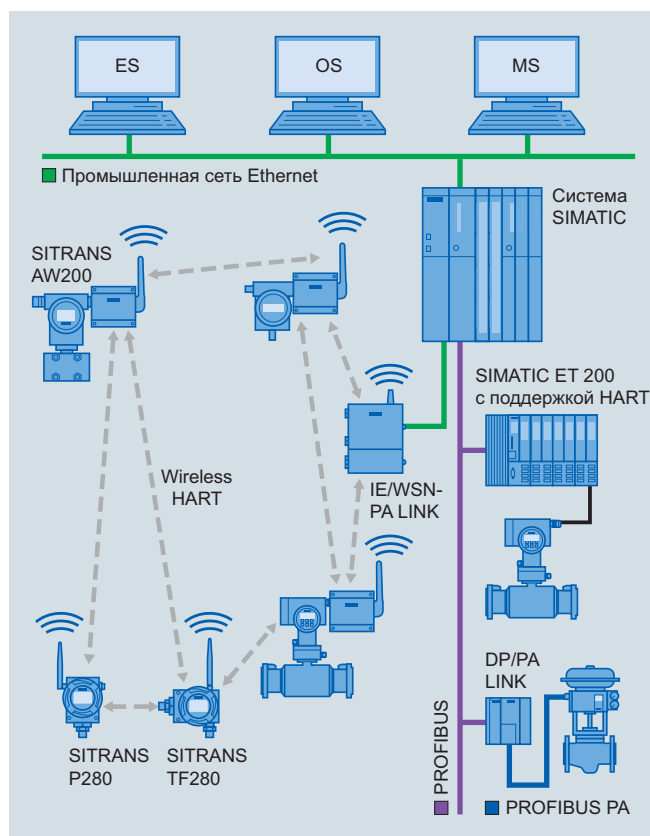 ES
OS
MS
Промышленная сеть Ethernet
Система
SIMATIC
SITRANS
AW200
SIMATIC ET 200
с поддержкой HART
Wireless
HART
IE/WSN-
PA LINK
DP/PA
LINK
SITRANS
P280
SITRANS
TF280
PROFIBUS
PROFIBUS PA